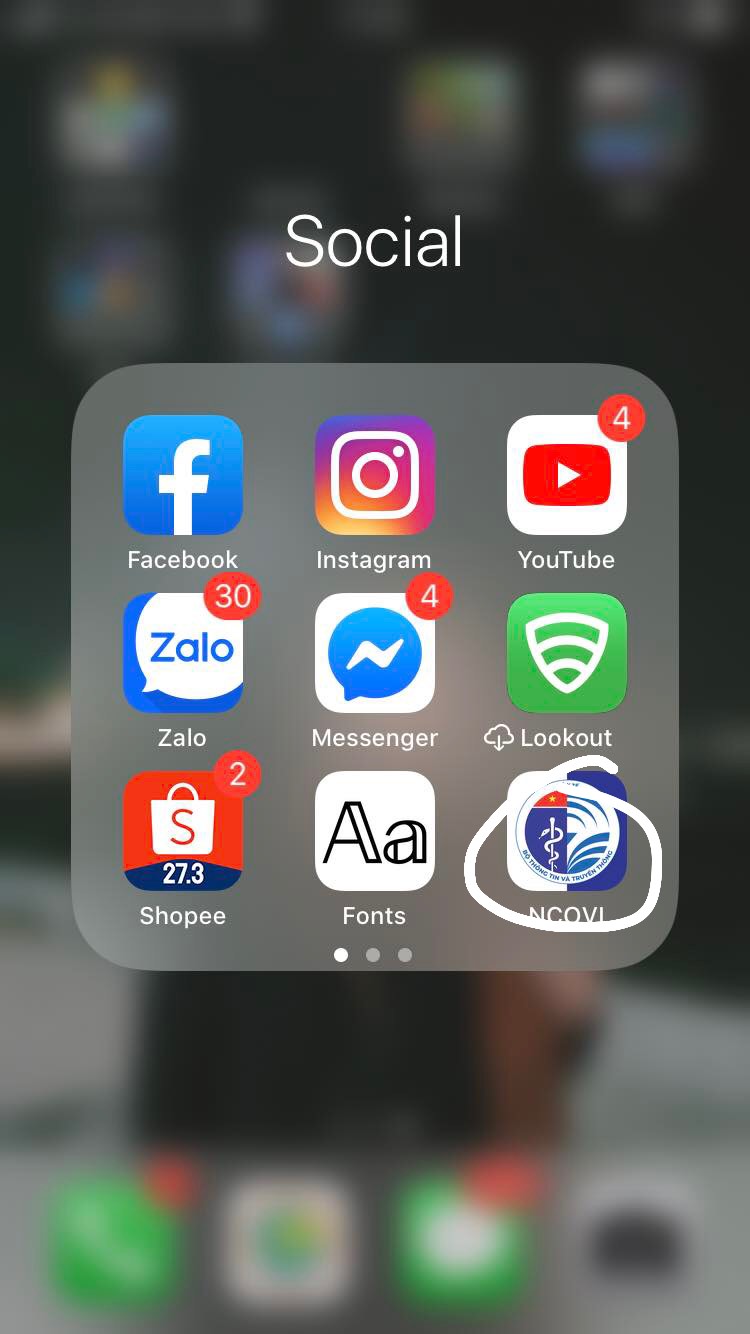 Social
4
Facebook
Instagram
YouTube
30
4
Zalo
Zalo
Messenger
Lookout
2
S
27.3
Aa
BỘ THÔNG TIN VÀ TRUYỀN THÔNG
Shopee
Fonts
NCOVI